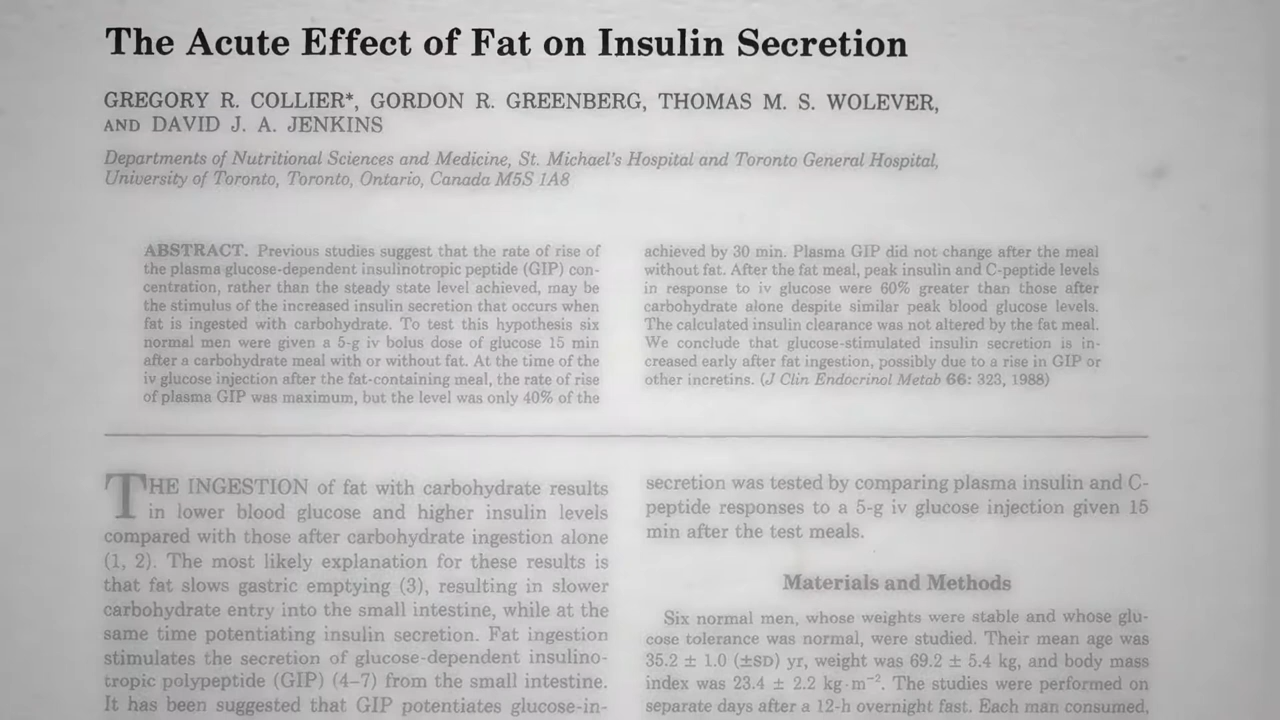 The Acute Effect of Fat on Insulin Secretion
GREGORY R. COLLIER*, GORDON R. GREENBERG, THOMAS M. S. WOLEVER,
AND DAVID J. A. JENKINS
Departments of Nutritional Sciences and Medicine, St. Michael's Hospital and Toronto General Hospital,
University of Toronto, Toronto, Ontario, Canada M5S 1A8
ABSTRACT. Previous studies suggest that the rate of rise of
the plasma glucose-dependent insulinotropic peptide (GIP) con-
centration, rather than the steady state level achieved, may be
the stimulus of the increased insulin secretion that occurs when
fat is ingested with carbohydrate. To test this hypothesis six
normal men were given a 5-g iv bolus dose of glucose 15 min
after a carbohydrate meal with or without fat. At the time of the
iv glucose injection after the fat-containing meal, the rate of rise
of plasma GIP was maximum, but the level was only 40% of the
achieved by 30 min. Plasma GIP did not change after the meal
without fat. After the fat meal, peak insulin and C-peptide levels
in response to iv glucose were 60% greater than those after
carbohydrate alone despite similar peak blood glucose levels.
The calculated insulin clearance was not altered by the fat meal.
We conclude that glucose-stimulated insulin secretion is in-
creased early after fat ingestion, possibly due to a rise in GIP or
other incretins. (J Clin Endocrinol Metab 66: 323, 1988)
THE INGESTION of fat with carbohydrate results
in lower blood glucose and higher insulin levels
compared with those after carbohydrate ingestion alone
(1, 2). The most likely explanation for these results is
that fat slows gastric emptying (3), resulting in slower
carbohydrate entry into the small intestine, while at the
same time potentiating insulin secretion. Fat ingestion
stimulates the secretion of glucose-dependent insulino-
tropic polypeptide (GIP) (4–7) from the small intestine.
It has been suggested that GIP potentiates glucose-in-
secretion was tested by comparing plasma insulin and C-
peptide responses to a 5-g iv glucose injection given 15
min after the test meals.
Materials and Methods
Six normal men, whose weights were stable and whose glu-
cose tolerance was normal, were studied. Their mean age was
35.2 ± 1.0 (±SD) yr, weight was 69.2 ± 5.4 kg, and body mass
index was 23.4 ± 2.2 kg·m⁻². The studies were performed on
separate days after a 12-h overnight fast. Each man consumed,